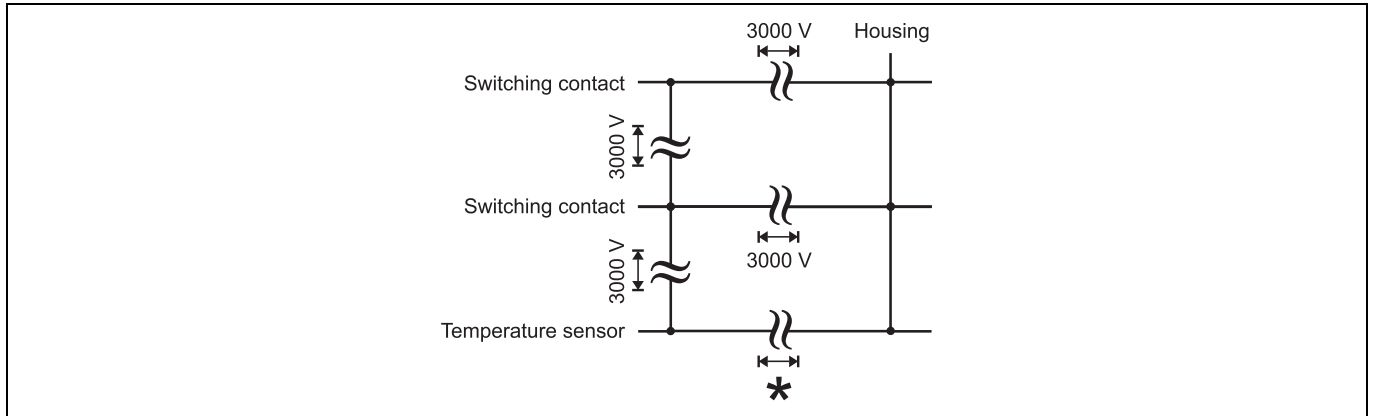 3000 V
Housing
Switching contact
3000 V
Switching contact
3000 V
3000 V
Temperature sensor
*